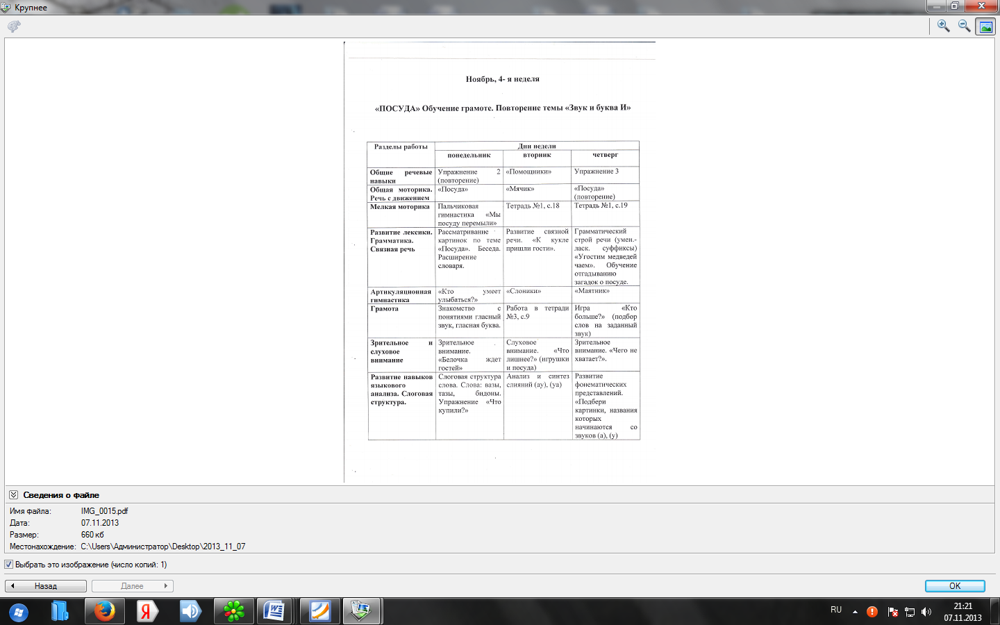 Крупнее
Ноябрь, 4- я неделя
«ПОСУДА» Обучение грамоте. Повторение темы «Звук и буква И»
Разделы работы
Дни недели
понедельник
вторник
четверг
Общие речевые
навыки
Упражнение 2
(повторение)
«Помощники»
Упражнение 3
Общая моторика.
Речь с движением
«Посуда»
«Мячик»
«Посуда»
(повторение)
Мелкая моторика
Пальчиковая
гимнастика «Мы
посуду перемыли»
Тетрадь №1, с.18
Тетрадь №1, с.19
Развитие лексики.
Грамматика.
Связная речь
Рассматривание
картинок по теме
«Посуда». Беседа.
Расширение
словаря.
Развитие связной
речи. «К кукле
пришли гости».
Грамматический
строй речи (умен.-
ласк. суффиксы)
«Угостим медведей
чаем». Обучение
отгадыванию
загадок о посуде.
Артикуляционная
гимнастика
«Кто умеет
улыбаться?»
«Слоники»
«Маятник»
Грамота
Знакомство с
понятиями гласный
звук, гласная буква.
Работа в тетради
№3, с.9
Игра «Кто
больше?» (подбор
слов на заданный
звук)
Зрительное и
слуховое
внимание
Зрительное
внимание.
«Белочка ждет
гостей»
Слуховое
внимание. «Что
лишнее?» (игрушки
и посуда)
Зрительное
внимание. «Чего не
хватает?».
Развитие навыков
языкового
анализа. Слоговая
структура.
Слоговая структура
слова. Слова: вазы,
тазы, бидоны.
Упражнение «Что
купили?»
Анализ и синтез
слияний (ау), (уа)
Развитие
фонематических
представлений.
«Подбери
картинки, названия
которых
начинаются со
звуков (а), (у)
Сведения о файле
Имя файла: IMG_0015.pdf
Дата: 07.11.2013
Размер: 660 кб
Местонахождение: C:\Users\Администратор\Desktop\2013_11_07
Выбрать это изображение (число копий: 1)
Назад
Далее
OK
RU
21:21
07.11.2013